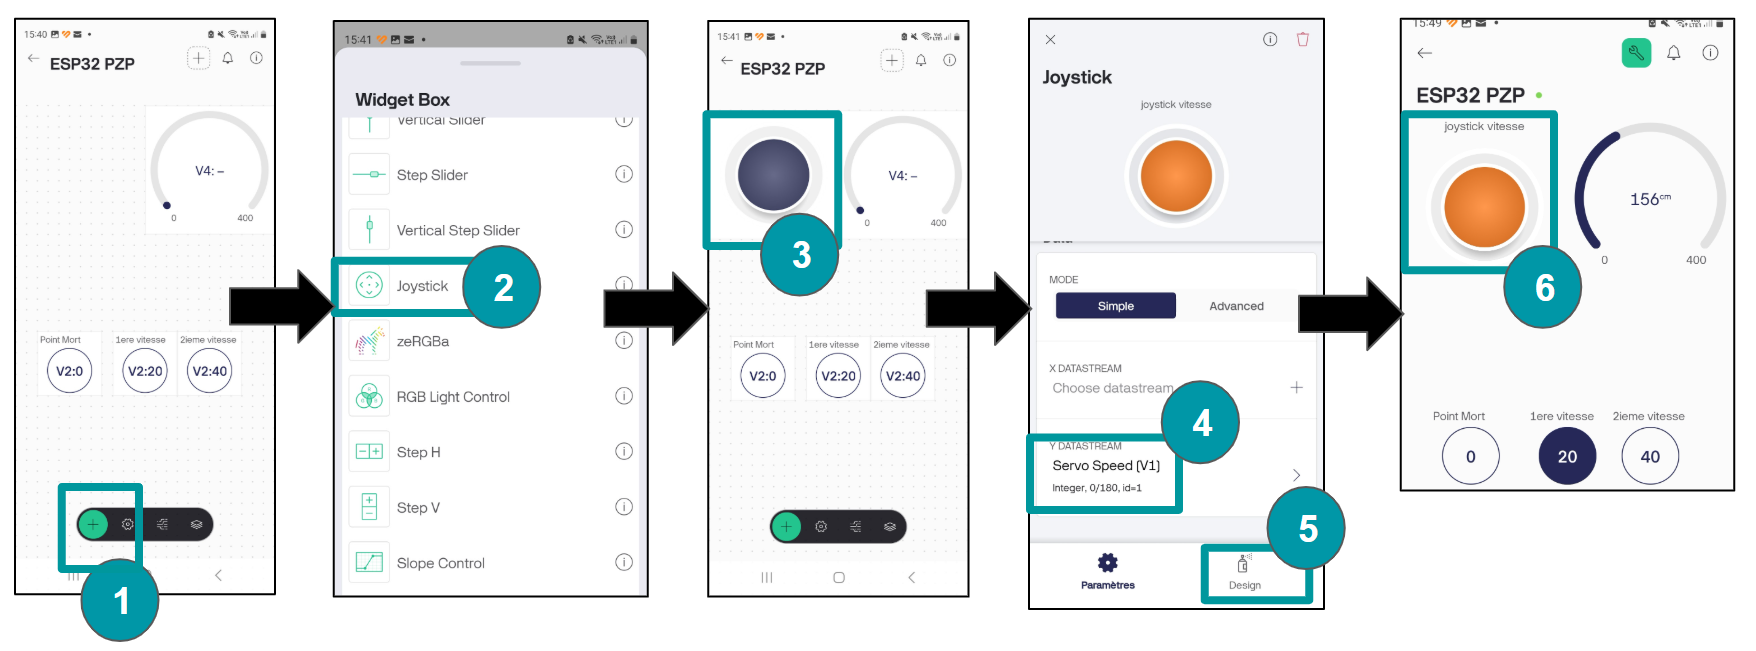 15:40
ESP32 PZP
V4: –
0 400
Point Mort 1ere vitesse 2ieme vitesse
V2:0 V2:20 V2:40
1
15:41
Widget Box
Vertical Slider
Step Slider
Vertical Step Slider
Joystick
2
zeRGBa
RGB Light Control
Step H
Step V
Slope Control
15:41
ESP32 PZP
V4: –
0 400
3
Point Mort 1ere vitesse 2ieme vitesse
V2:0 V2:20 V2:40
Joystick
joystick vitesse
Data
MODE
Simple Advanced
X DATASTREAM
Choose datastream
4
Y DATASTREAM
Servo Speed (V1)
Integer, 0/180, id=1
5
Paramètres Design
15:49
ESP32 PZP
joystick vitesse
156cm
0 400
6
Point Mort 1ere vitesse 2ieme vitesse
0 20 40